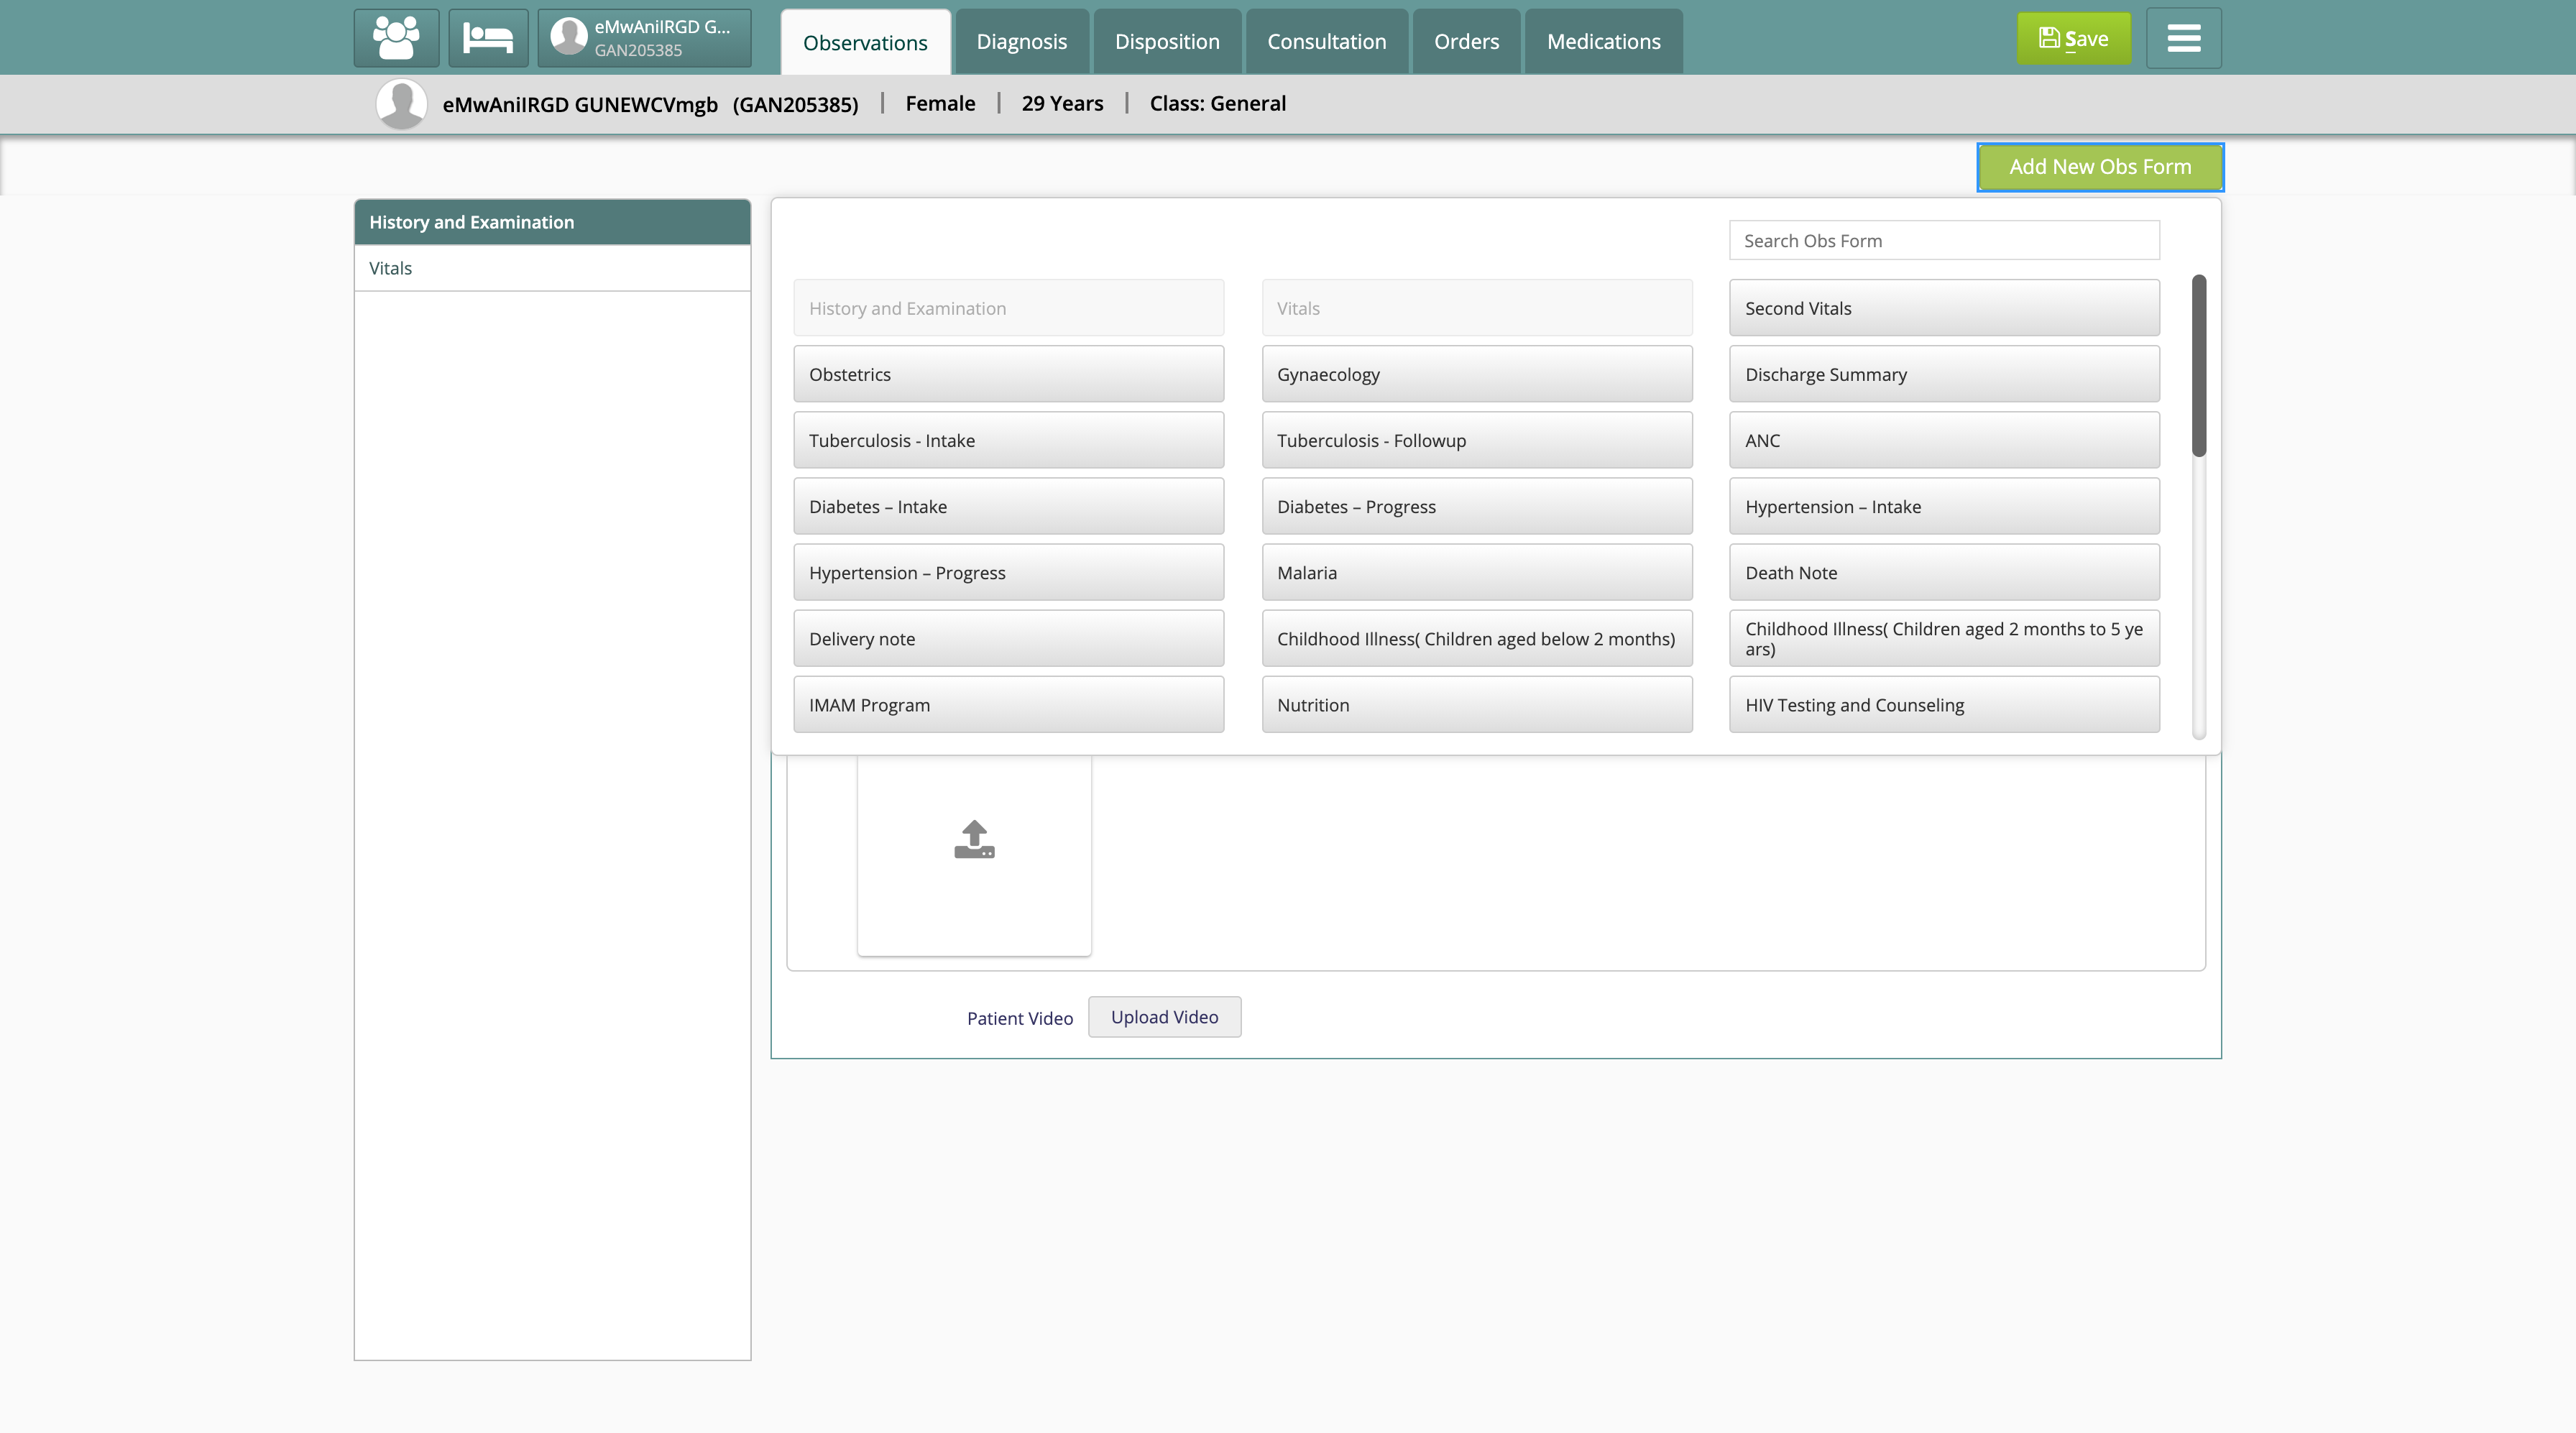 eMwAniIRGD G...
GAN205385
Observations
Diagnosis
Disposition
Consultation
Orders
Medications
Save
eMwAniIRGD GUNEWCVmgb (GAN205385) | Female | 29 Years | Class: General
Add New Obs Form
History and Examination
Vitals
Search Obs Form
History and Examination
Vitals
Second Vitals
Obstetrics
Gynaecology
Discharge Summary
Tuberculosis - Intake
Tuberculosis - Followup
ANC
Diabetes – Intake
Diabetes – Progress
Hypertension – Intake
Hypertension – Progress
Malaria
Death Note
Delivery note
Childhood Illness( Children aged below 2 months)
Childhood Illness( Children aged 2 months to 5 ye
ars)
IMAM Program
Nutrition
HIV Testing and Counseling
Patient Video
Upload Video